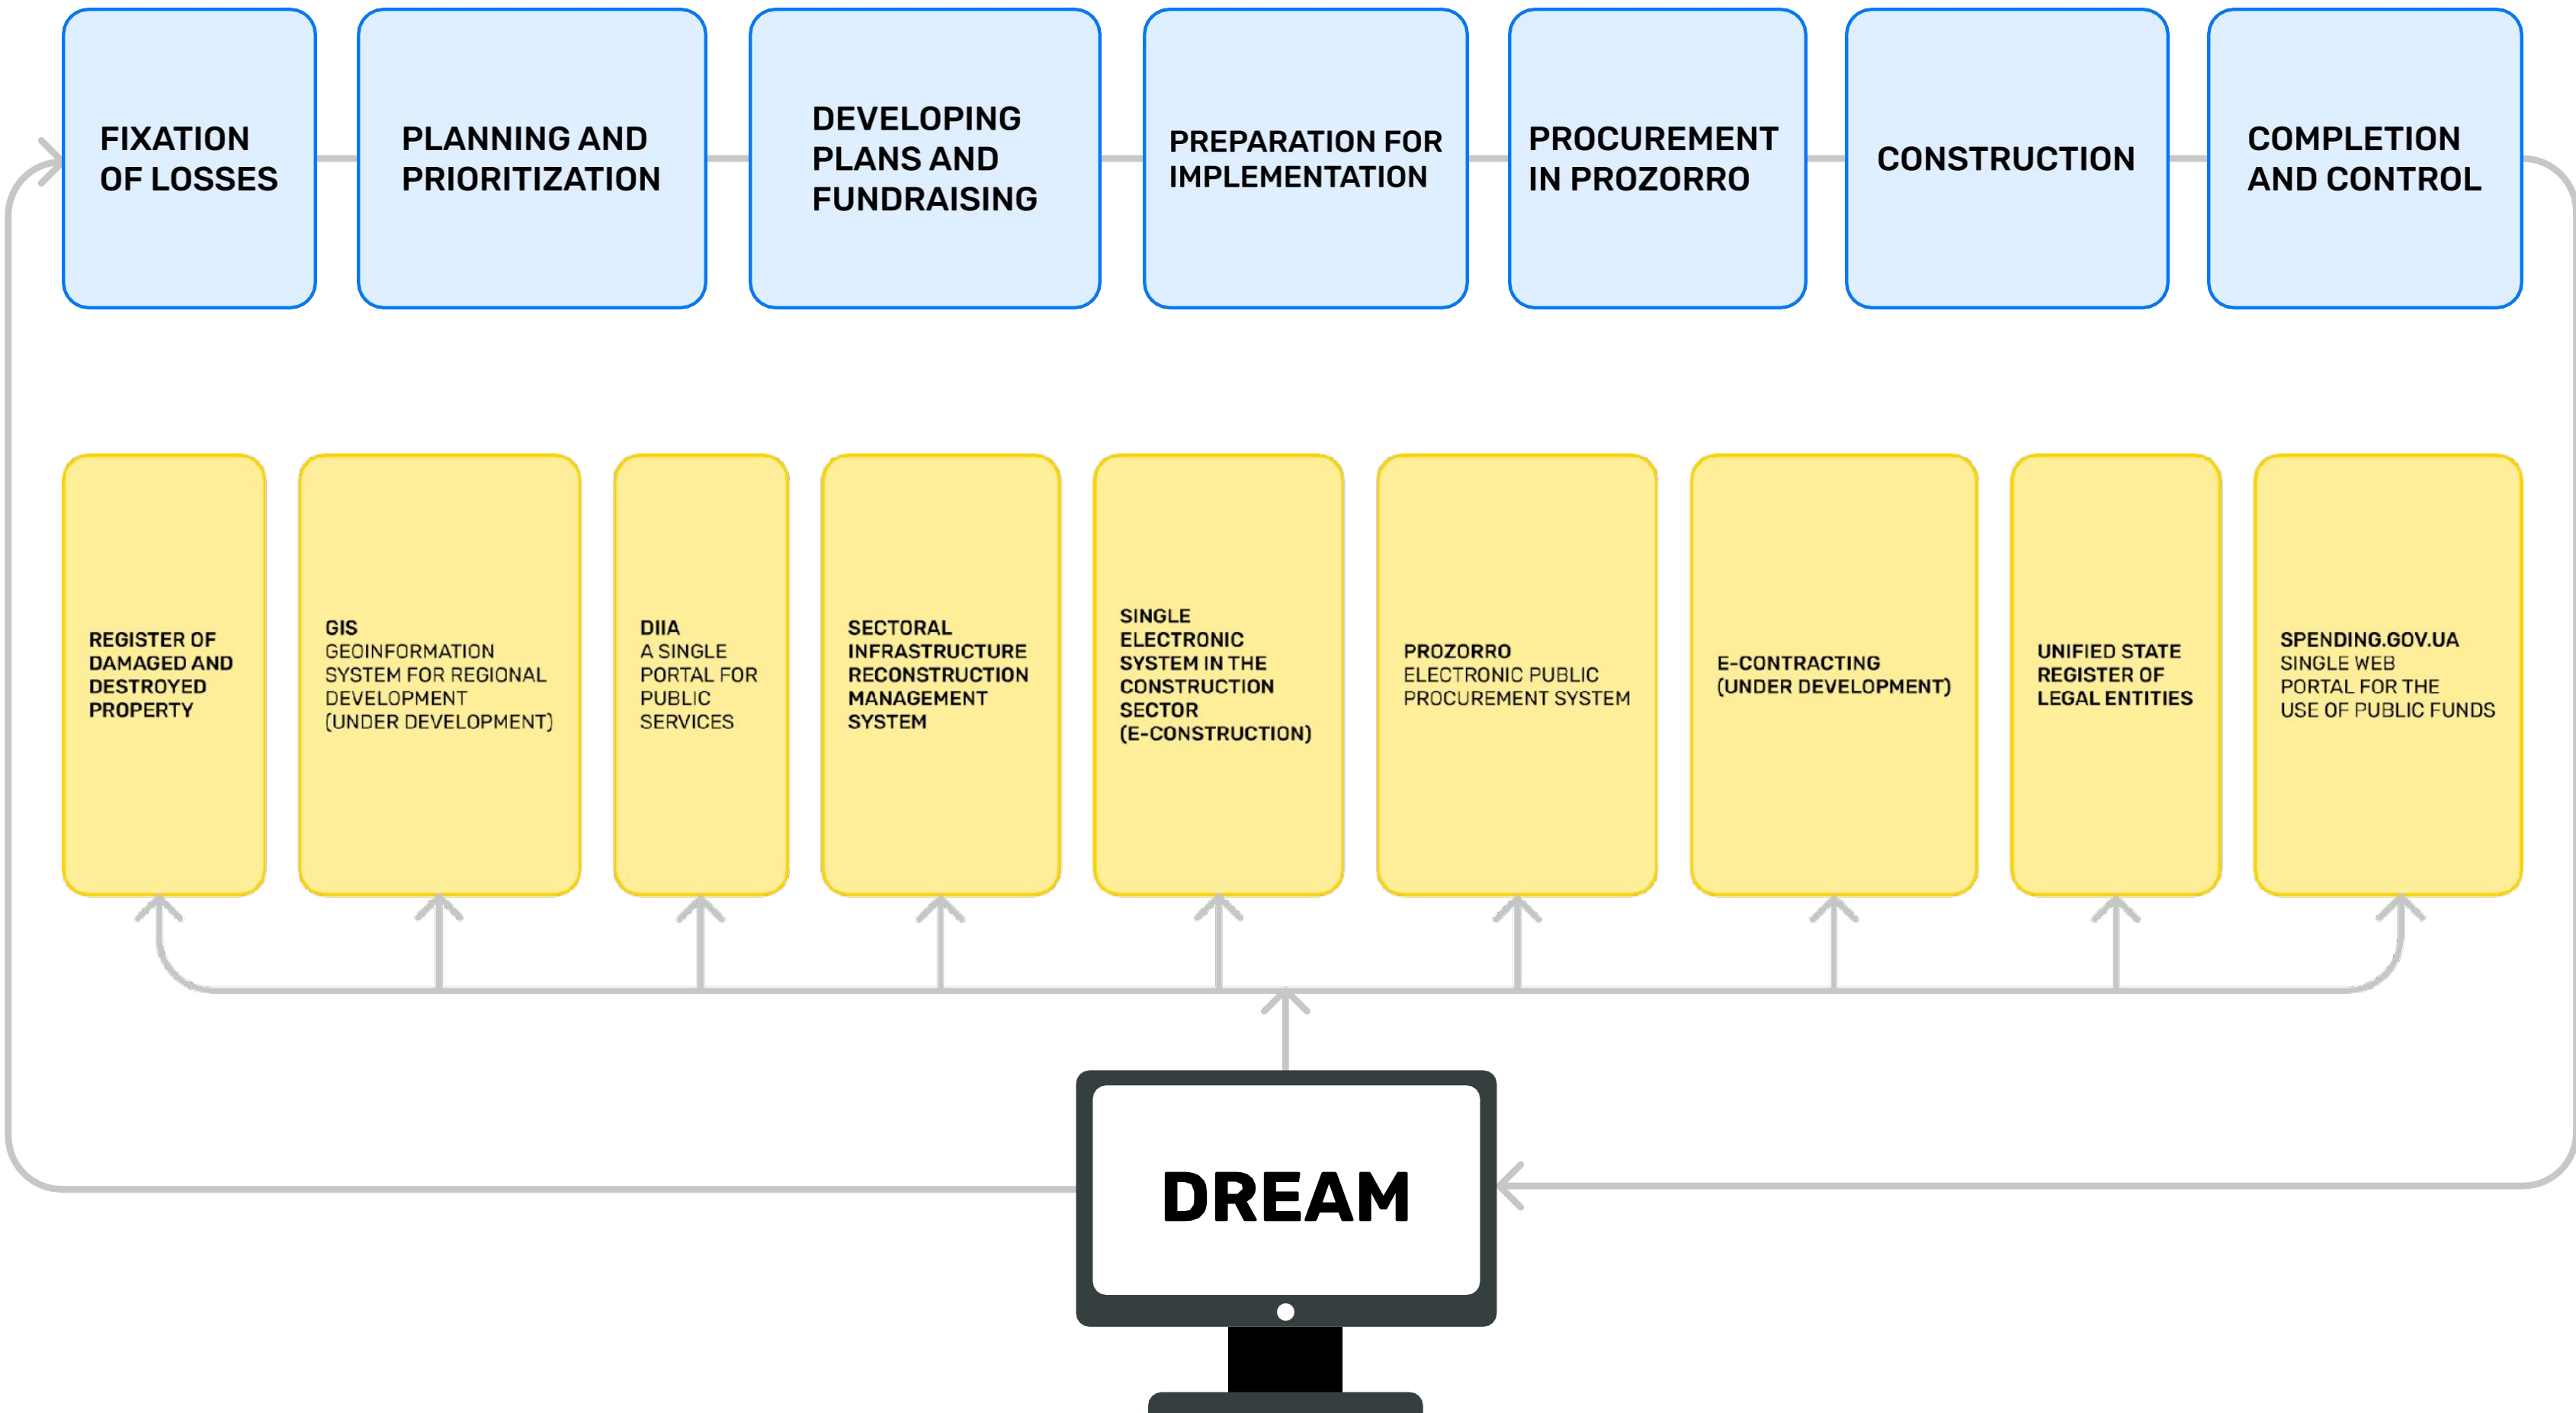 FIXATION
OF LOSSES
PLANNING AND
PRIORITIZATION
DEVELOPING
PLANS AND
FUNDRAISING
PREPARATION FOR
IMPLEMENTATION
PROCUREMENT
IN PROZORRO
CONSTRUCTION
COMPLETION
AND CONTROL
REGISTER OF
DAMAGED AND
DESTROYED
PROPERTY
GIS
GEOINFORMATION
SYSTEM FOR REGIONAL
DEVELOPMENT
(UNDER DEVELOPMENT)
DIIA
A SINGLE
PORTAL FOR
PUBLIC
SERVICES
SECTORAL
INFRASTRUCTURE
RECONSTRUCTION
MANAGEMENT
SYSTEM
SINGLE
ELECTRONIC
SYSTEM IN THE
CONSTRUCTION
SECTOR
(E-CONSTRUCTION)
PROZORRO
ELECTRONIC PUBLIC
PROCUREMENT SYSTEM
E-CONTRACTING
(UNDER DEVELOPMENT)
UNIFIED STATE
REGISTER OF
LEGAL ENTITIES
SPENDING.GOV.UA
SINGLE WEB
PORTAL FOR THE
USE OF PUBLIC FUNDS
DREAM